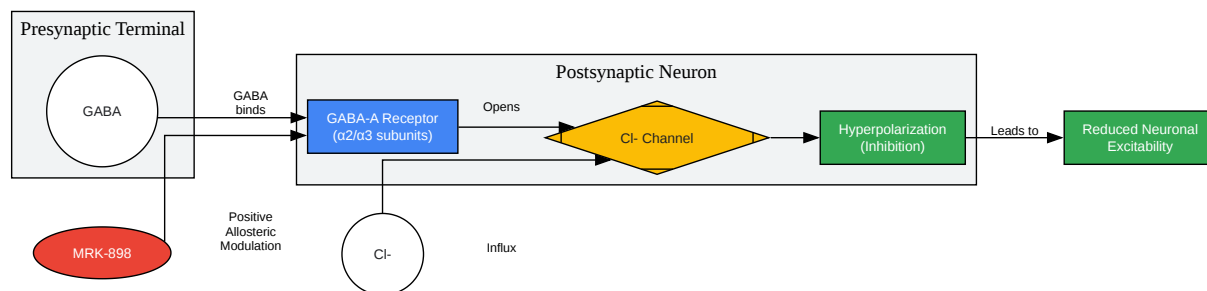 Presynaptic Terminal
GABA
GABA
binds
Postsynaptic Neuron
GABA-A Receptor
(α2/α3 subunits)
Opens
Cl- Channel
Hyperpolarization
(Inhibition)
Leads to
Reduced Neuronal
Excitability
MRK-898
Positive
Allosteric
Modulation
Cl-
Influx